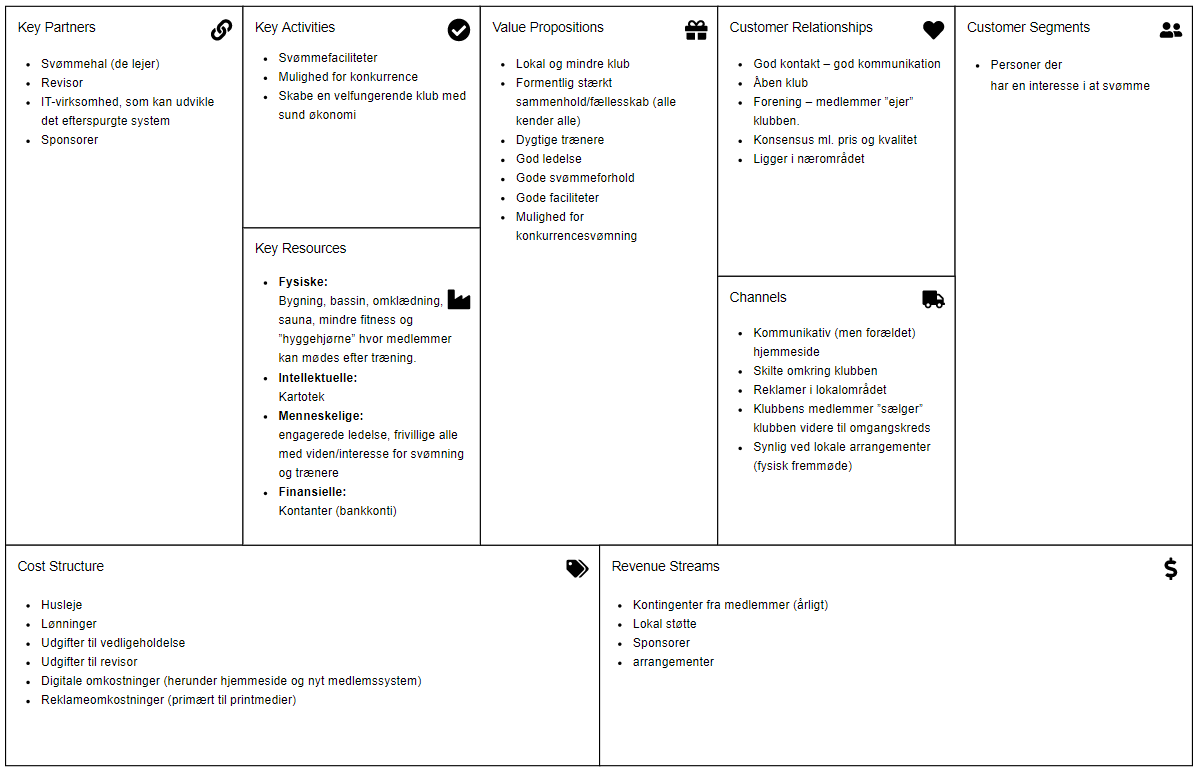 Key Partners
Svømmehal (de lejer)
Revisor
IT-virksomhed, som kan udvikle
det efterspurgte system
Sponsorer
Key Activities
Svømmefaciliteter
Mulighed for konkurrence
Skabe en velfungerende klub med
sund økonomi
Key Resources
Fysiske:
Bygning, bassin, omklædning,
sauna, mindre fitness og
”hyggehjørne” hvor medlemmer
kan mødes efter træning.
Intellektuelle:
Kartotek
Menneskelige:
engagerede ledelse, frivillige alle
med viden/interesse for svømning
og trænere
Finansielle:
Kontanter (bankkonti)
Value Propositions
Lokal og mindre klub
Formentlig stærkt
sammenhold/fællesskab (alle
kender alle)
Dygtige trænere
God ledelse
Gode svømmeforhold
Gode faciliteter
Mulighed for
konkurrencesvømning
Customer Relationships
God kontakt – god kommunikation
Åben klub
Forening – medlemmer ”ejer”
klubben.
Konsensus ml. pris og kvalitet
Ligger i nærområdet
Channels
Kommunikativ (men forældet)
hjemmeside
Skilte omkring klubben
Reklamer i lokalområdet
Klubbens medlemmer ”sælger”
klubben videre til omgangskreds
Synlig ved lokale arrangementer
(fysisk fremmøde)
Customer Segments
Personer der
har en interesse i at svømme
Cost Structure
Husleje
Lønninger
Udgifter til vedligeholdelse
Udgifter til revisor
Digitale omkostninger (herunder hjemmeside og nyt medlemssystem)
Reklameomkostninger (primært til printmedier)
Revenue Streams
Kontingenter fra medlemmer (årligt)
Lokal støtte
Sponsorer
arrangementer